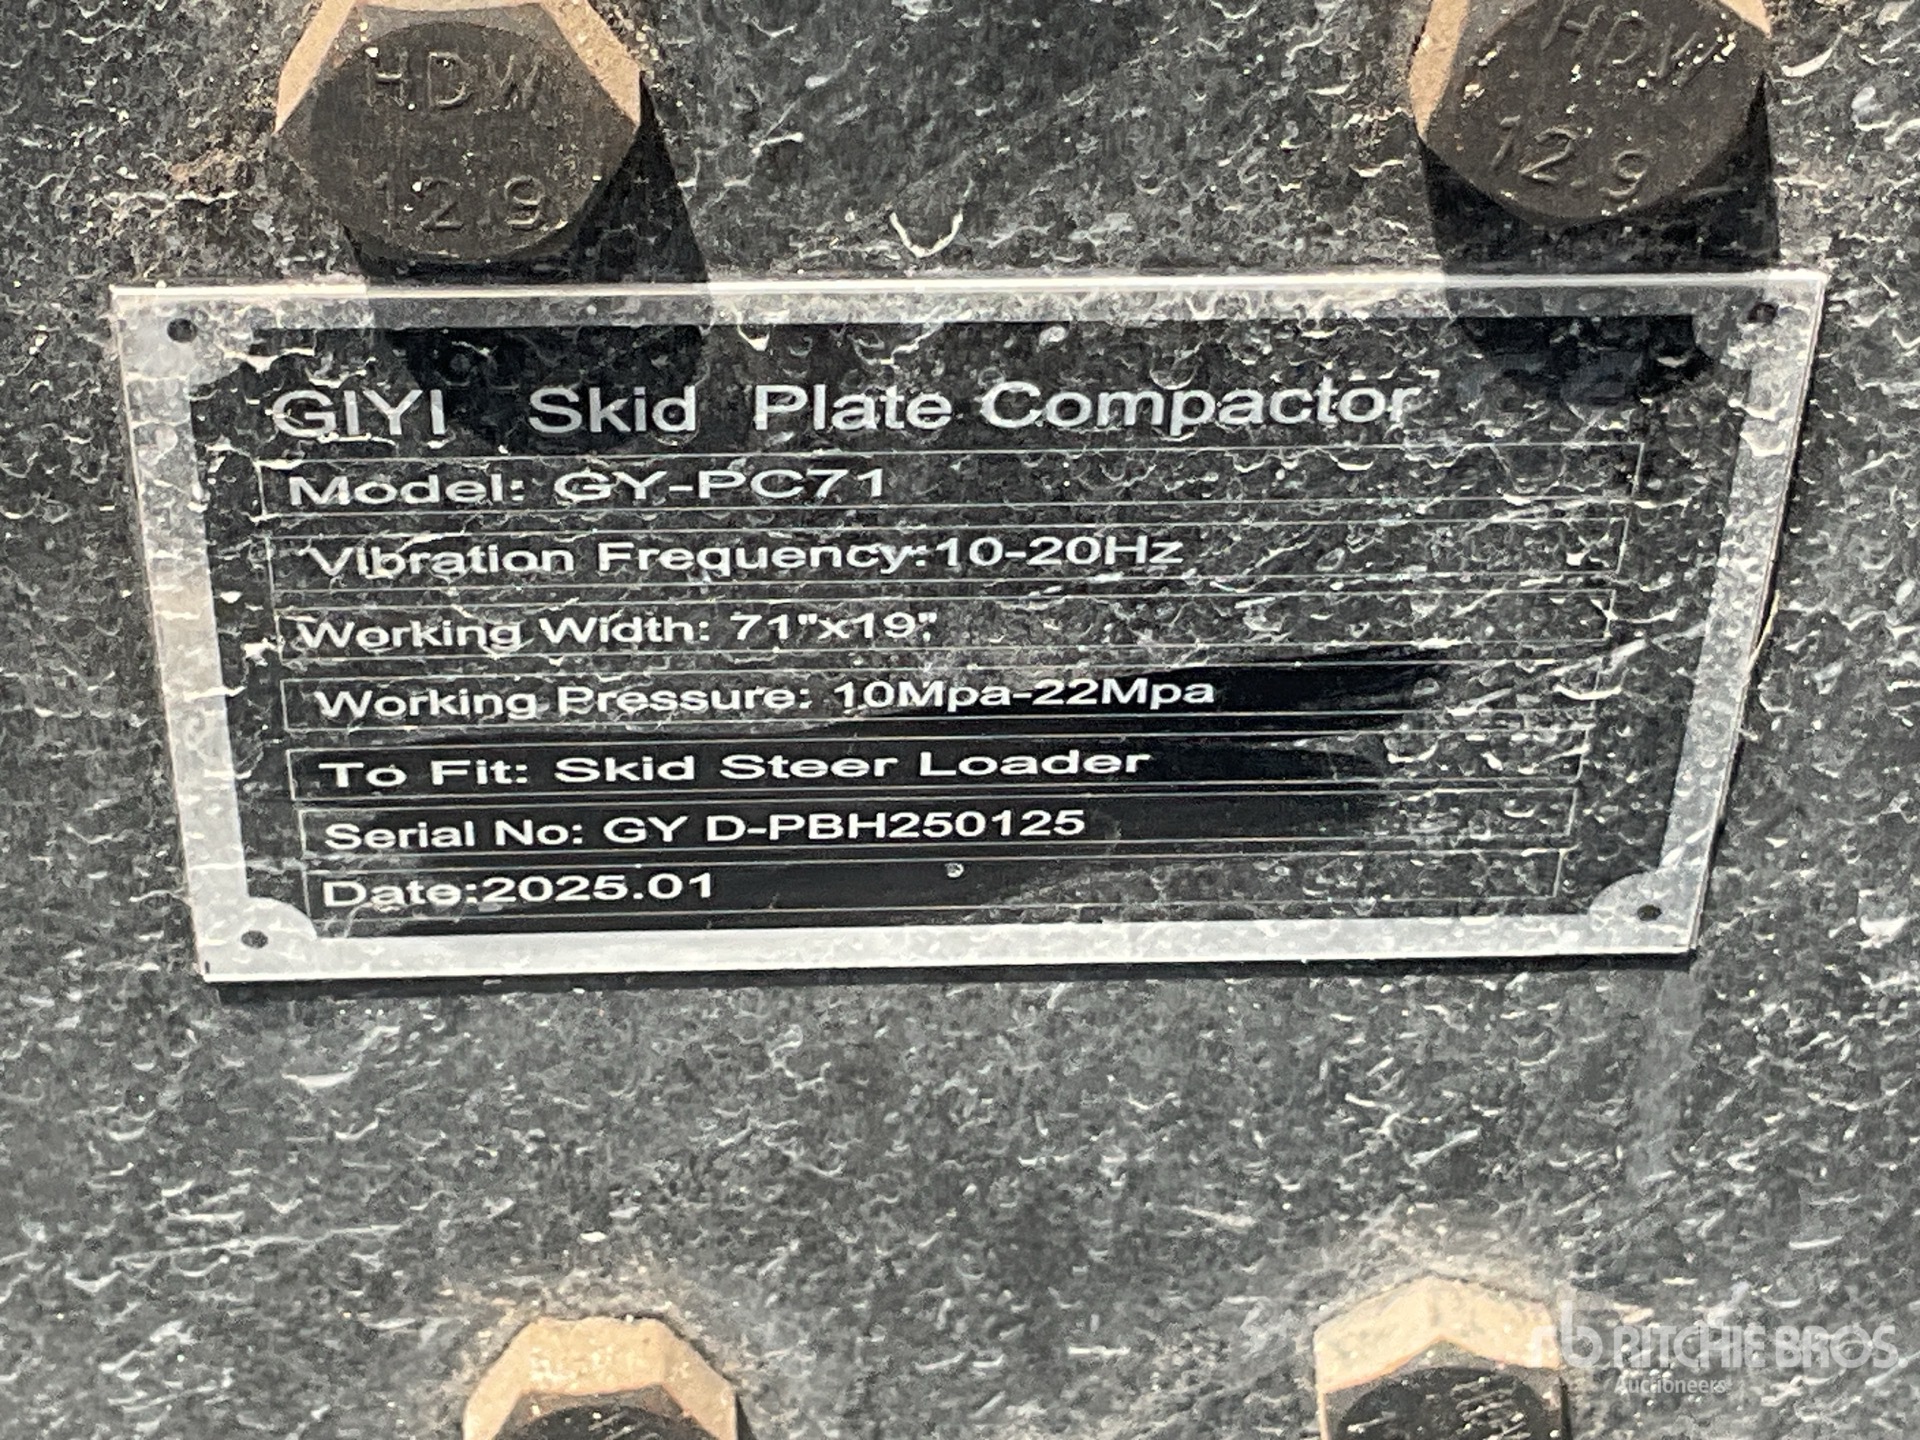 HDW
12.9
HDW
12.9
GIYI Skid Plate Compactor
Model: GY-PC71
Vibration Frequency:10-20Hz
Working Width: 71"x19"
Working Pressure: 10Mpa-22Mpa
To Fit: Skid Steer Loader
Serial No: GY D-PBH250125
Date:2025.01
rb RITCHIE BROS.
Auctioneers